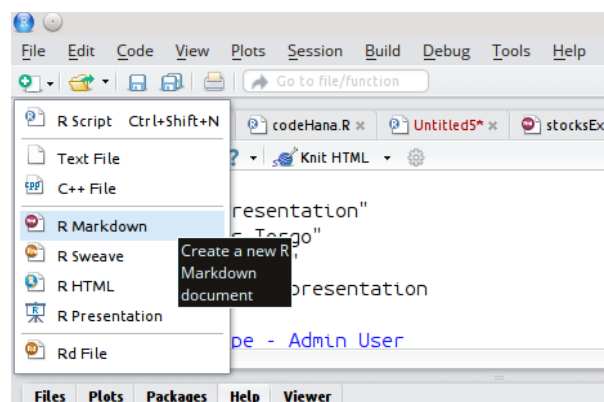 File Edit Code View Plots Session Build Debug Tools Help
Go to file/function
R Script Ctrl+Shift+N
codeHana.R Untitled5* stocksEx
Text File
? Knit HTML
C++ File
R Markdown
resentation"
Torgo"
Create a new R
Markdown
document
R Sweave
R HTML
presentation
R Presentation
pe - Admin User
Rd File
Files Plots Packages Help Viewer